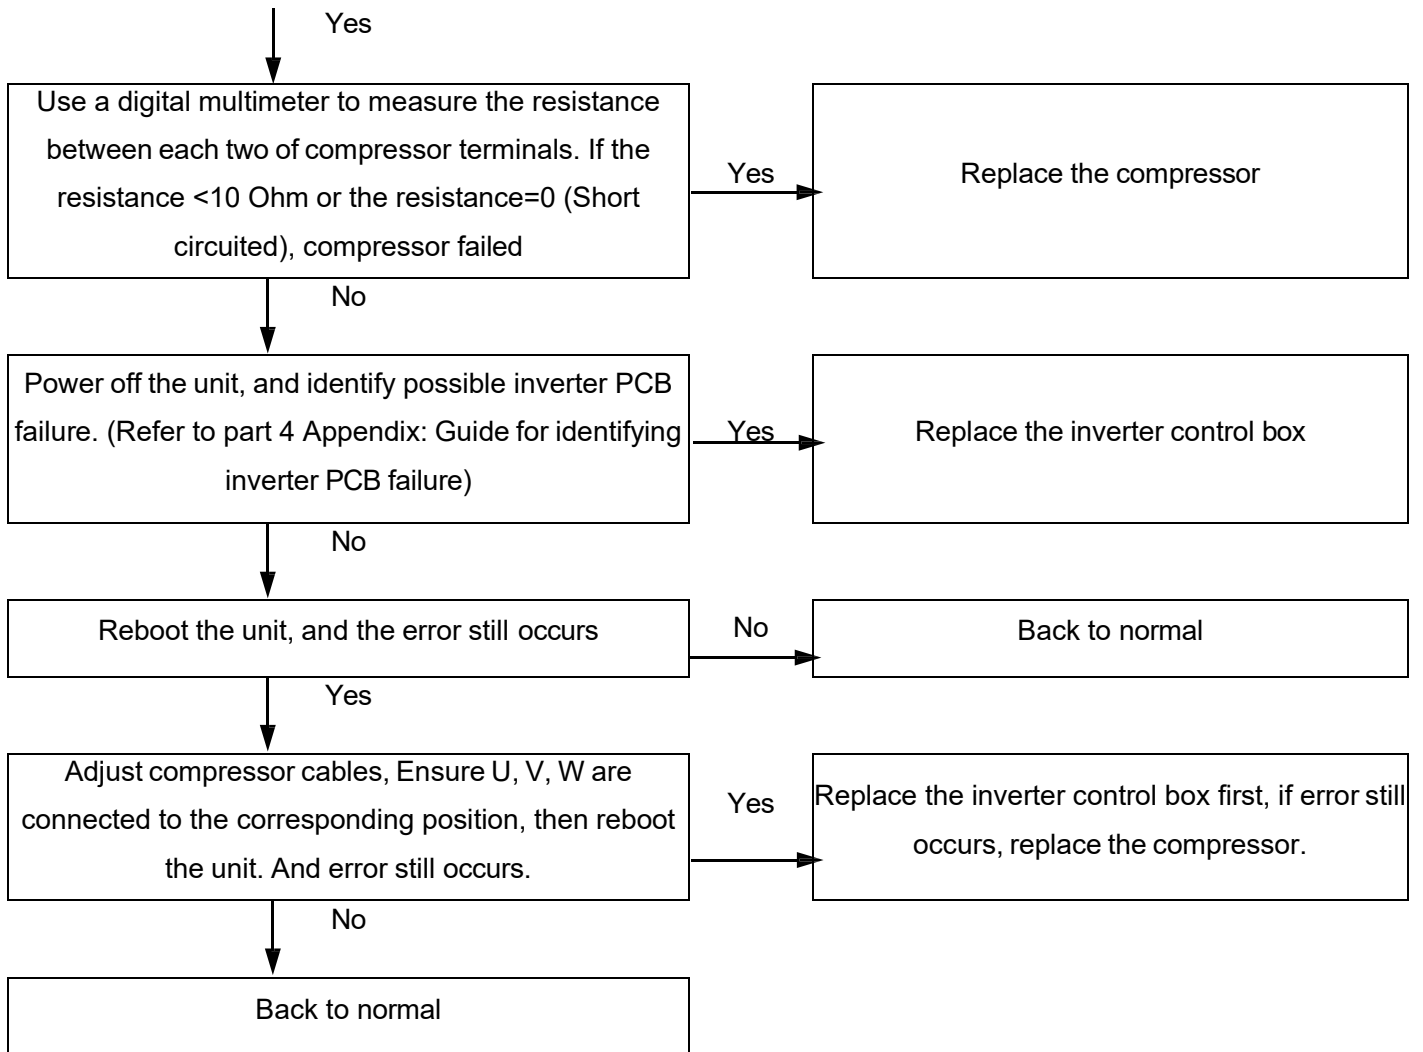 Yes
Use a digital multimeter to measure the resistance
between each two of compressor terminals. If the
resistance <10 Ohm or the resistance=0 (Short
circuited), compressor failed
Yes
Replace the compressor
No
Power off the unit, and identify possible inverter PCB
failure. (Refer to part 4 Appendix: Guide for identifying
inverter PCB failure)
Yes
Replace the inverter control box
No
Reboot the unit, and the error still occurs
No
Back to normal
Yes
Adjust compressor cables, Ensure U, V, W are
connected to the corresponding position, then reboot
the unit. And error still occurs.
Yes
Replace the inverter control box first, if error still
occurs, replace the compressor.
No
Back to normal